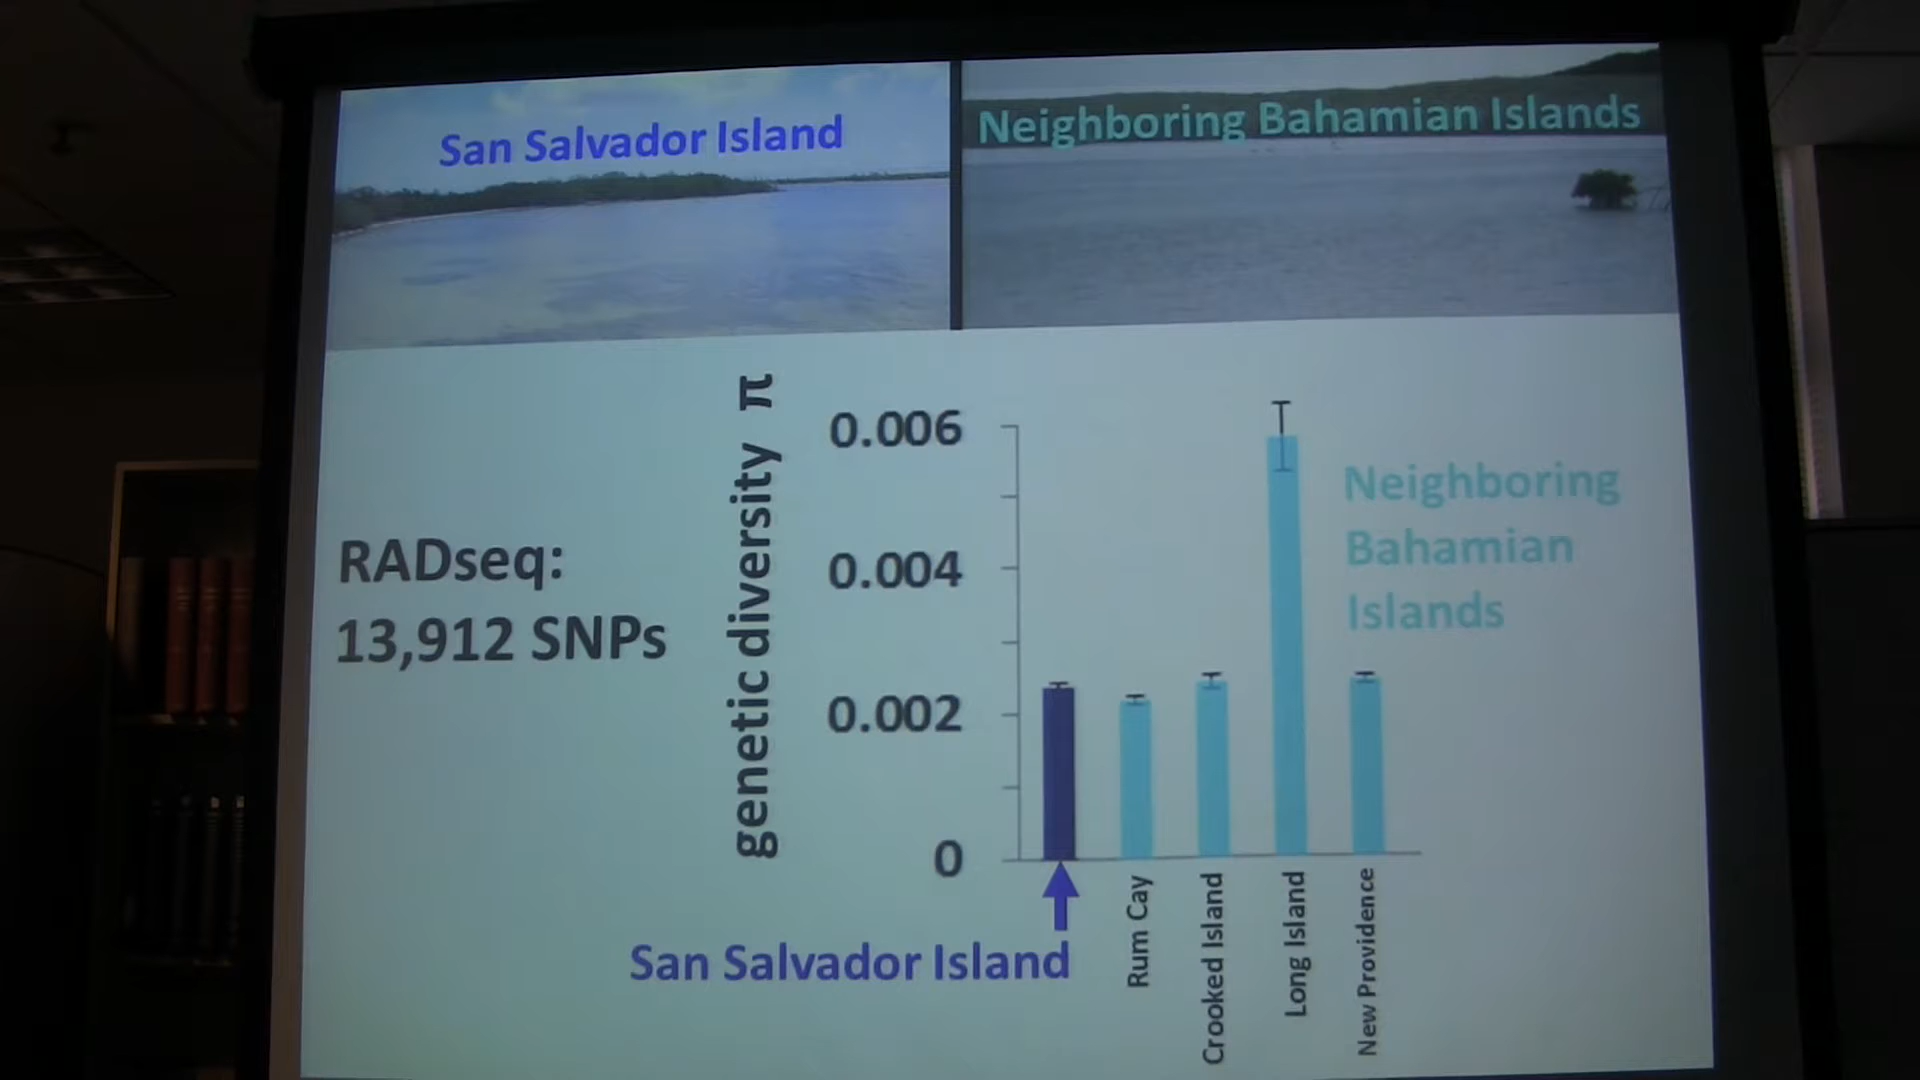 San Salvador Island
Neighboring Bahamian Islands
RADseq:
13,912 SNPs
genetic diversity π
0.006
0.004
0.002
0
Neighboring
Bahamian
Islands
San Salvador Island
Rum Cay
Crooked Island
Long Island
New Providence